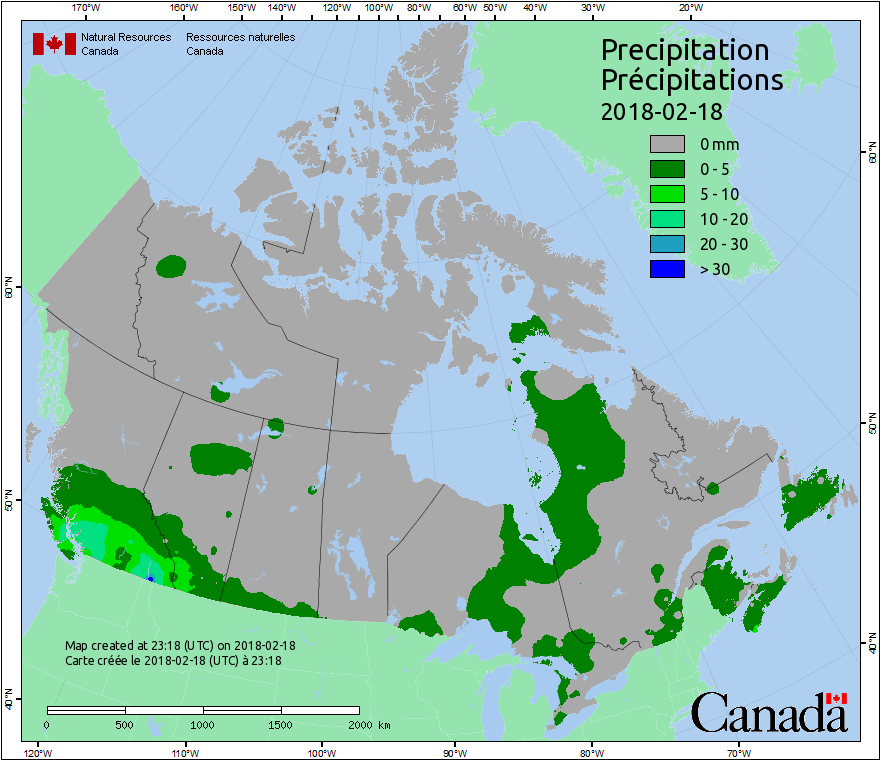 170°W 160°W 150°W 140°W 120°W 110°W 100°W 90°W 80°W 60°W 50°W 40°W 30°W 20°W
Natural Resources Ressources naturelles
Canada Canada
Precipitation
Précipitations
2018-02-18
0 mm
0 - 5
5 - 10
10 - 20
20 - 30
> 30
60°N
60°N
50°N
50°N
40°N
40°N
Map created at 23:18 (UTC) on 2018-02-18
Carte créée le 2018-02-18 (UTC) à 23:18
0 500 1000 1500 2000 km
Canada
120°W 110°W 100°W 90°W 80°W 70°W